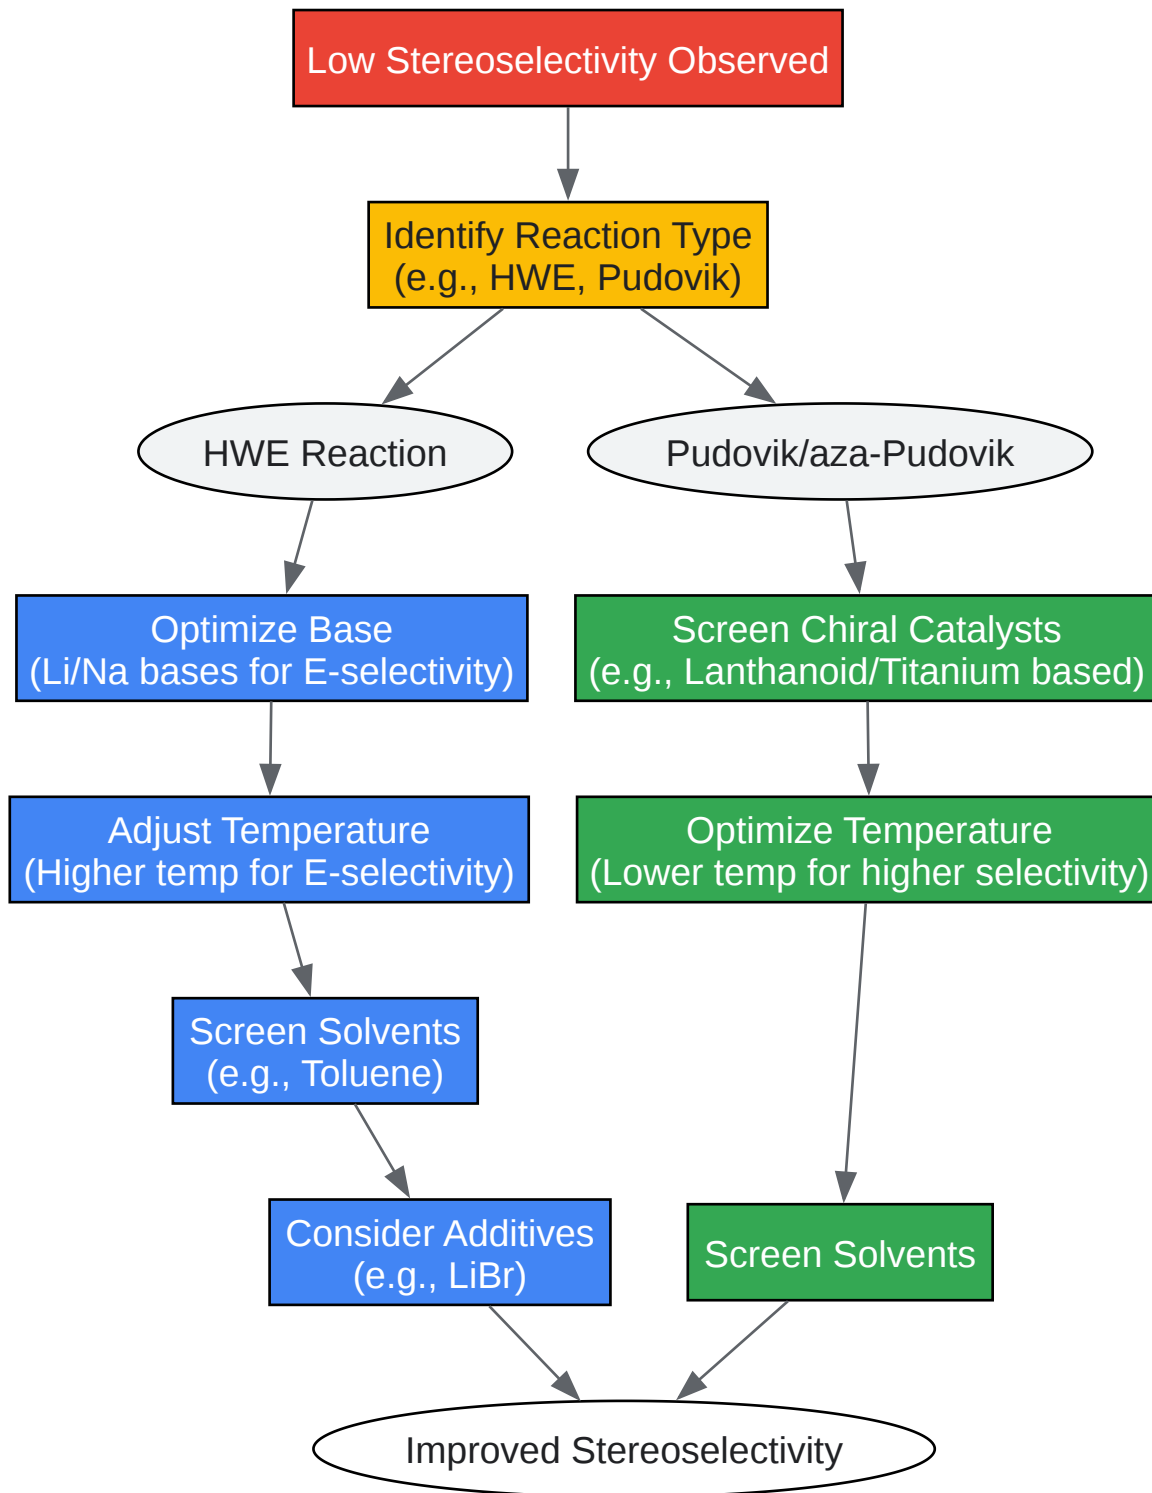 Low Stereoselectivity Observed
Identify Reaction Type
(e.g., HWE, Pudovik)
HWE Reaction
Pudovik/aza-Pudovik
Optimize Base
(Li/Na bases for E-selectivity)
Screen Chiral Catalysts
(e.g., Lanthanoid/Titanium based)
Adjust Temperature
(Higher temp for E-selectivity)
Optimize Temperature
(Lower temp for higher selectivity)
Screen Solvents
(e.g., Toluene)
Consider Additives
(e.g., LiBr)
Screen Solvents
Improved Stereoselectivity